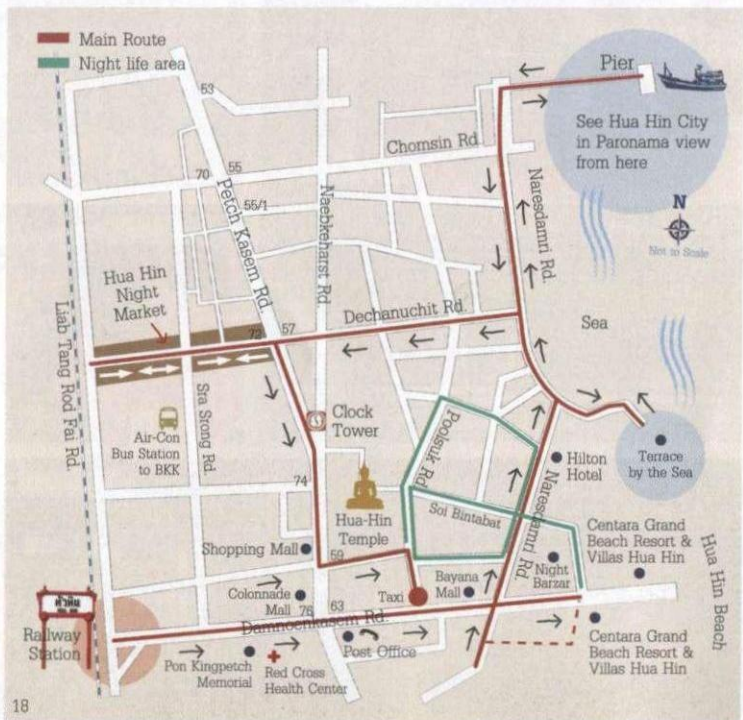 Main Route
Night life area
Pier
See Hua Hin City
in Paronama view
from here
53
Chomsin Rd.
N
Not to Scale
70
55
55/1
Petch Kasem Rd.
Naebkeharst Rd
Naresdamri Rd.
Hua Hin
Night
Market
Dechanuchit Rd.
Sea
72
57
Liab Tang Rod Fai Rd.
Sra Srong Rd.
Air-Con
Bus Station
to BKK
Clock
Tower
Poolsuk Rd
Hilton
Hotel
Terrace
by the Sea
74
Hua-Hin
Temple
Soi Bintabat
Naresdamri Rd.
Shopping Mall
59
Centara Grand
Beach Resort &
Villas Hua Hin
Hua Hin Beach
Colonnade
Mall
76
63
Taxi
Bayana
Mall
Night
Barzar
Damnoenkasem Rd.
หัวหิน
Railway
Station
Pon Kingpetch
Memorial
Red Cross
Health Center
Post Office
Centara Grand
Beach Resort &
Villas Hua Hin
18